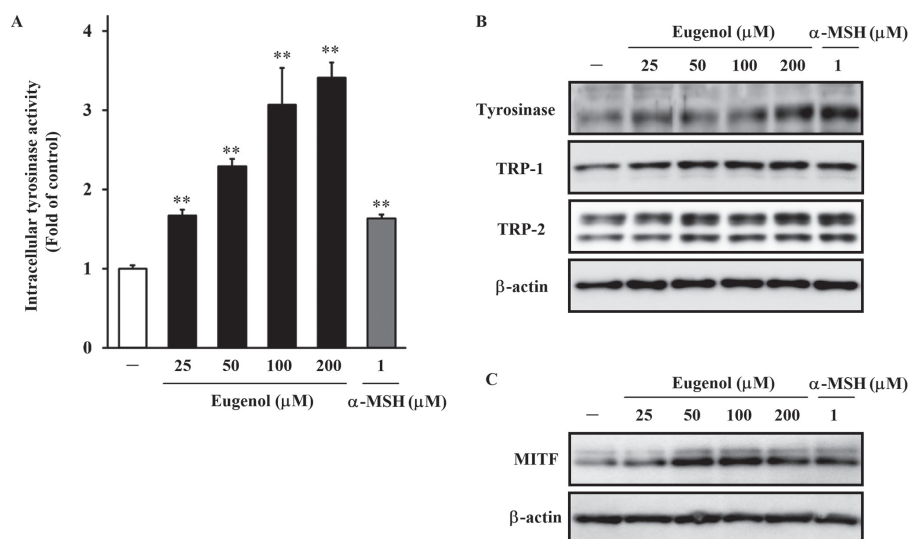 A
Intracellular tyrosinase activity
(Fold of control)
4
3
2
1
0
**
**
**
**
**
− 25 50 100 200 1
Eugenol (μM) α-MSH (μM)
B
Eugenol (μM) α-MSH (μM)
− 25 50 100 200 1
Tyrosinase
TRP-1
TRP-2
β-actin
C
Eugenol (μM) α-MSH (μM)
− 25 50 100 200 1
MITF
β-actin